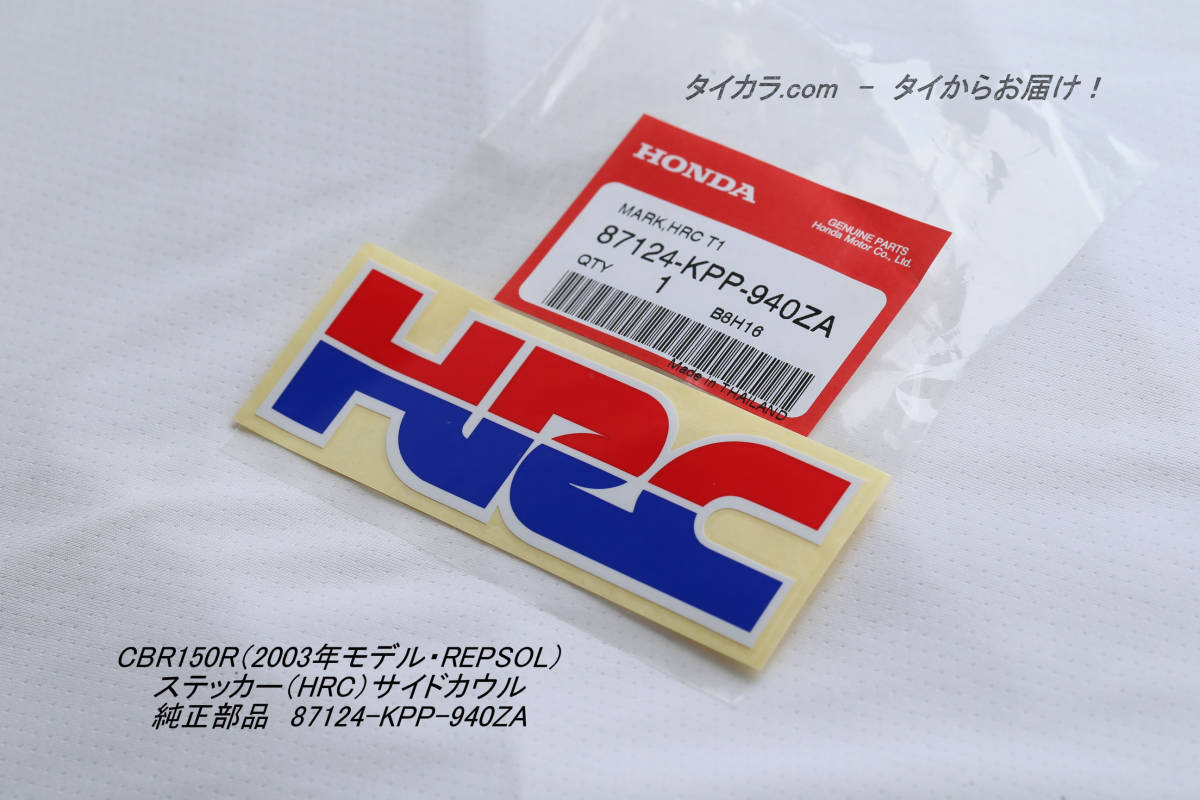 タイカラ.com － タイからお届け！
HONDA
GENUINE PARTS
Honda Motor Co., Ltd.
MARK,HRC T1
87124-KPP-940ZA
QTY 1
B8H16
Made in THAILAND
HRC
CBR150R（2003年モデル・REPSOL）
ステッカー（HRC）サイドカウル
純正部品 87124-KPP-940ZA